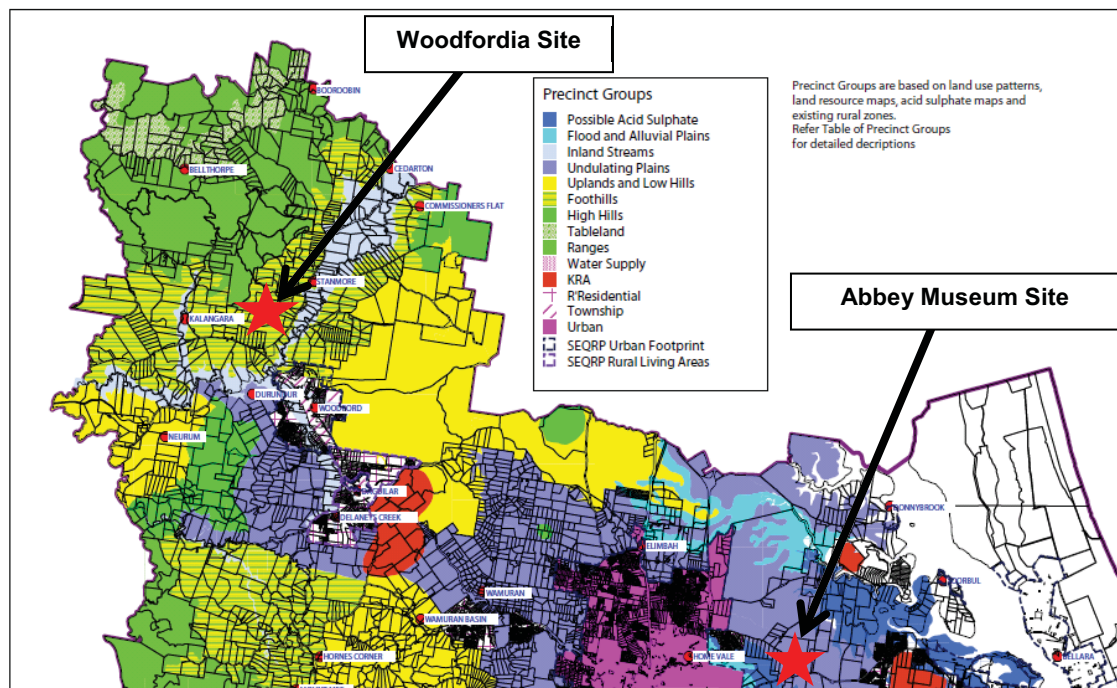 Woodfordia Site
BOOROOBIN
Precinct Groups
Possible Acid Sulphate
Flood and Alluvial Plains
Inland Streams
Undulating Plains
Uplands and Low Hills
Foothills
High Hills
Tableland
Ranges
Water Supply
KRA
R'Residential
Township
Urban
SEQRP Urban Footprint
SEQRP Rural Living Areas
Precinct Groups are based on land use patterns,
land resource maps, acid sulphate maps and
existing rural zones.
Refer Table of Precinct Groups
for detailed decriptions
BELLTHORPE
CEDARTON
COMMISSIONERS FLAT
STANMORE
Abbey Museum Site
KALANGARA
DURUNDUR
WOODFORD
NEURUM
DELANEYS CREEK
DONNYBROOK
ELIMBAH
WAMURAN
WAMURAN BASIN
HORNES CORNER
HOME VALE
BELLARA